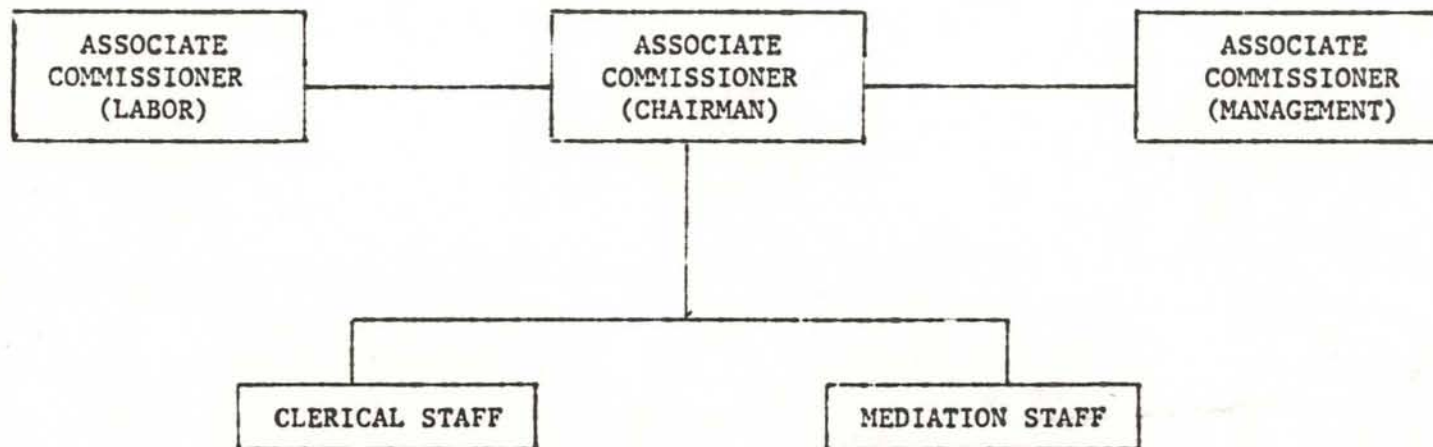 ASSOCIATE
COMMISSIONER
(LABOR)
ASSOCIATE
COMMISSIONER
(CHAIRMAN)
ASSOCIATE
COMMISSIONER
(MANAGEMENT)
CLERICAL STAFF
MEDIATION STAFF